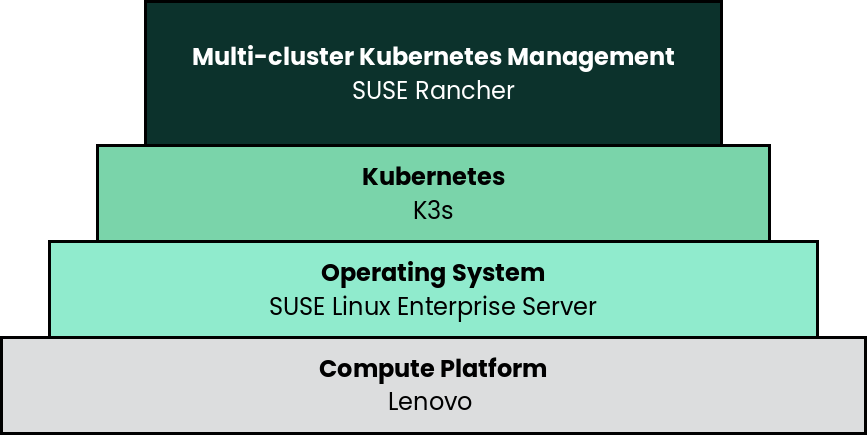 Multi-cluster Kubernetes Management
SUSE Rancher
Kubernetes
K3s
Operating System
SUSE Linux Enterprise Server
Compute Platform
Lenovo